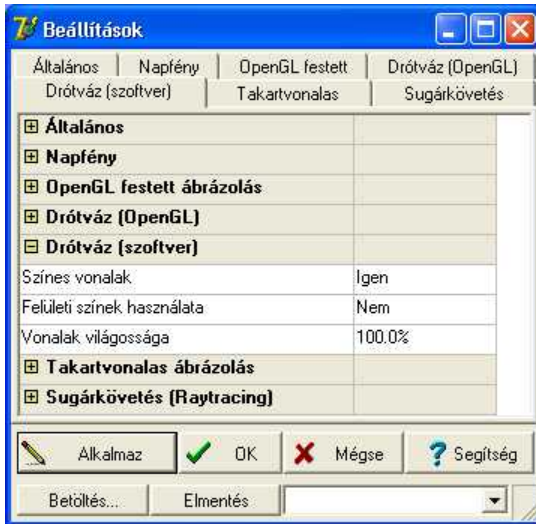 Beállítások
Általános Napfény OpenGL festett Drótváz (OpenGL)
Drótváz (szoftver) Takartvonalas Sugárkövetés
Általános
Napfény
OpenGL festett ábrázolás
Drótváz (OpenGL)
Drótváz (szoftver)
Színes vonalak Igen
Felületi színek használata Nem
Vonalak világossága 100.0%
Takartvonalas ábrázolás
Sugárkövetés (Raytracing)
Alkalmaz OK Mégse Segítség
Betöltés... Elmentés